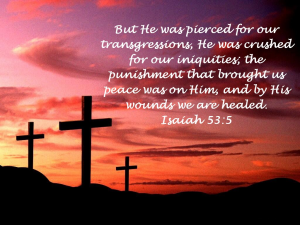 But He was pierced for our
transgressions, He was crushed
for our iniquities; the
punishment that brought us
peace was on Him, and by His
wounds we are healed.
Isaiah 53:5